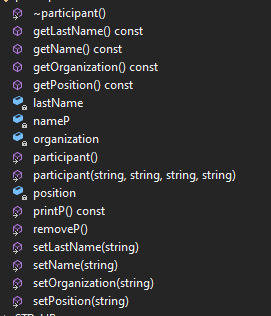 ~participant()
getLastName() const
getName() const
getOrganization() const
getPosition() const
lastName
nameP
organization
participant()
participant(string, string, string, string)
position
printP() const
removeP()
setLastName(string)
setName(string)
setOrganization(string)
setPosition(string)